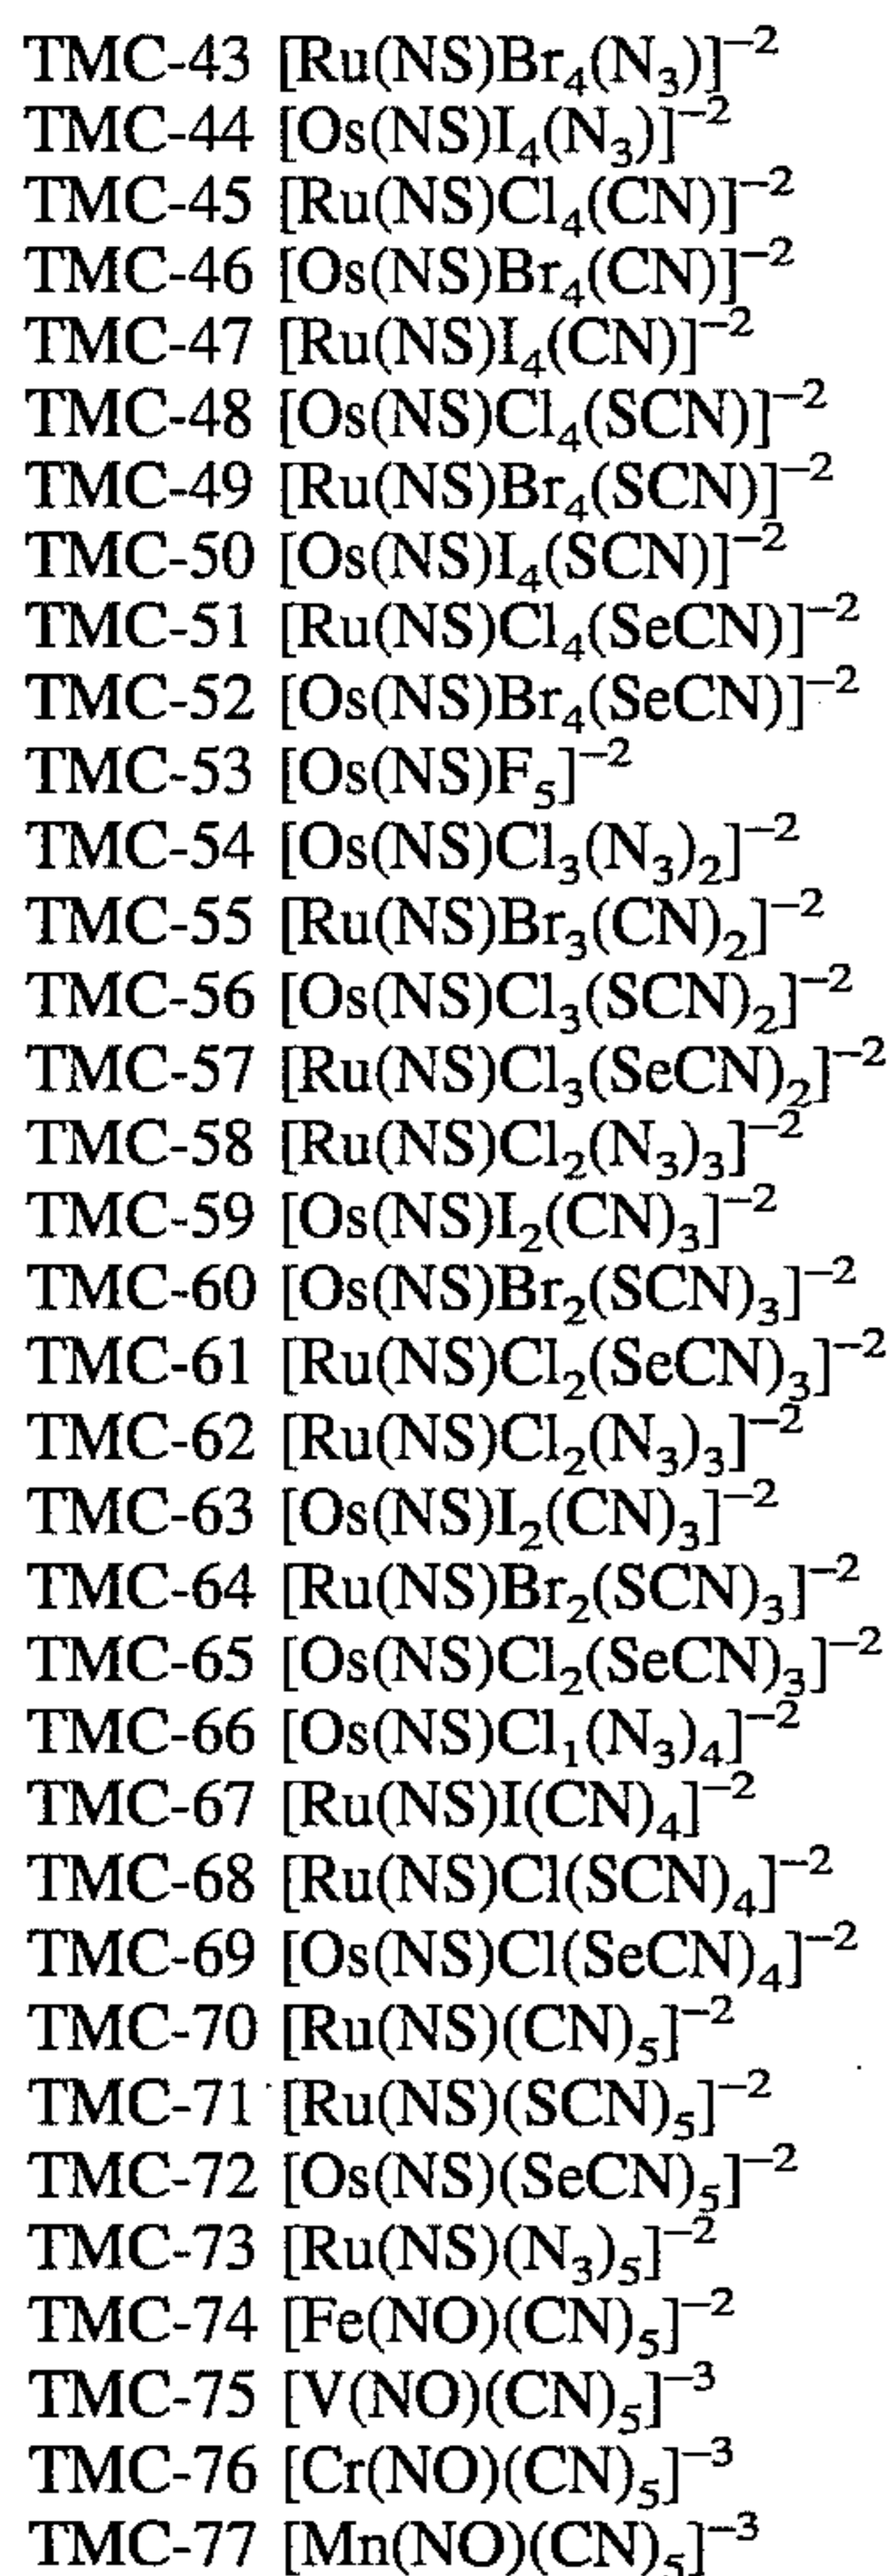 TMC-43 [Ru(NS)Br₄(N₃)]⁻²
TMC-44 [Os(NS)I₄(N₃)]⁻²
TMC-45 [Ru(NS)Cl₄(CN)]⁻²
TMC-46 [Os(NS)Br₄(CN)]⁻²
TMC-47 [Ru(NS)I₄(CN)]⁻²
TMC-48 [Os(NS)Cl₄(SCN)]⁻²
TMC-49 [Ru(NS)Br₄(SCN)]⁻²
TMC-50 [Os(NS)I₄(SCN)]⁻²
TMC-51 [Ru(NS)Cl₄(SeCN)]⁻²
TMC-52 [Os(NS)Br₄(SeCN)]⁻²
TMC-53 [Os(NS)F₅]⁻²
TMC-54 [Os(NS)Cl₃(N₃)₂]⁻²
TMC-55 [Ru(NS)Br₃(CN)₂]⁻²
TMC-56 [Os(NS)Cl₃(SCN)₂]⁻²
TMC-57 [Ru(NS)Cl₃(SeCN)₂]⁻²
TMC-58 [Ru(NS)Cl₂(N₃)₃]⁻²
TMC-59 [Os(NS)I₂(CN)₃]⁻²
TMC-60 [Os(NS)Br₂(SCN)₃]⁻²
TMC-61 [Ru(NS)Cl₂(SeCN)₃]⁻²
TMC-62 [Ru(NS)Cl₂(N₃)₃]⁻²
TMC-63 [Os(NS)I₂(CN)₃]⁻²
TMC-64 [Ru(NS)Br₂(SCN)₃]⁻²
TMC-65 [Os(NS)Cl₂(SeCN)₃]⁻²
TMC-66 [Os(NS)Cl₁(N₃)₄]⁻²
TMC-67 [Ru(NS)I(CN)₄]⁻²
TMC-68 [Ru(NS)Cl(SCN)₄]⁻²
TMC-69 [Os(NS)Cl(SeCN)₄]⁻²
TMC-70 [Ru(NS)(CN)₅]⁻²
TMC-71 [Ru(NS)(SCN)₅]⁻²
TMC-72 [Os(NS)(SeCN)₅]⁻²
TMC-73 [Ru(NS)(N₃)₅]⁻²
TMC-74 [Fe(NO)(CN)₅]⁻²
TMC-75 [V(NO)(CN)₅]⁻³
TMC-76 [Cr(NO)(CN)₅]⁻³
TMC-77 [Mn(NO)(CN)₅]⁻³